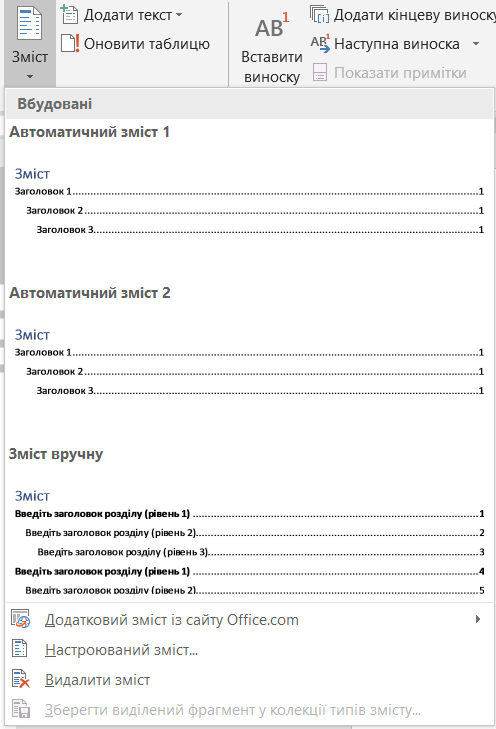 Зміст
Додати текст
Оновити таблицю
AB1
Вставити
виноску
Додати кінцеву виноску
AB1
Наступна виноска
Показати примітки
Вбудовані
Автоматичний зміст 1
Зміст
Заголовок 1.....1
Заголовок 2.....1
Заголовок 3.....1
Автоматичний зміст 2
Зміст
Заголовок 1.....1
Заголовок 2.....1
Заголовок 3.....1
Зміст вручну
Зміст
Введіть заголовок розділу (рівень 1).....1
Введіть заголовок розділу (рівень 2).....2
Введіть заголовок розділу (рівень 3).....3
Введіть заголовок розділу (рівень 1).....4
Введіть заголовок розділу (рівень 2).....5
Додатковий зміст із сайту Office.com
Настроюваний зміст...
Видалити зміст
Зберегти виділений фрагмент у колекції типів змісту...